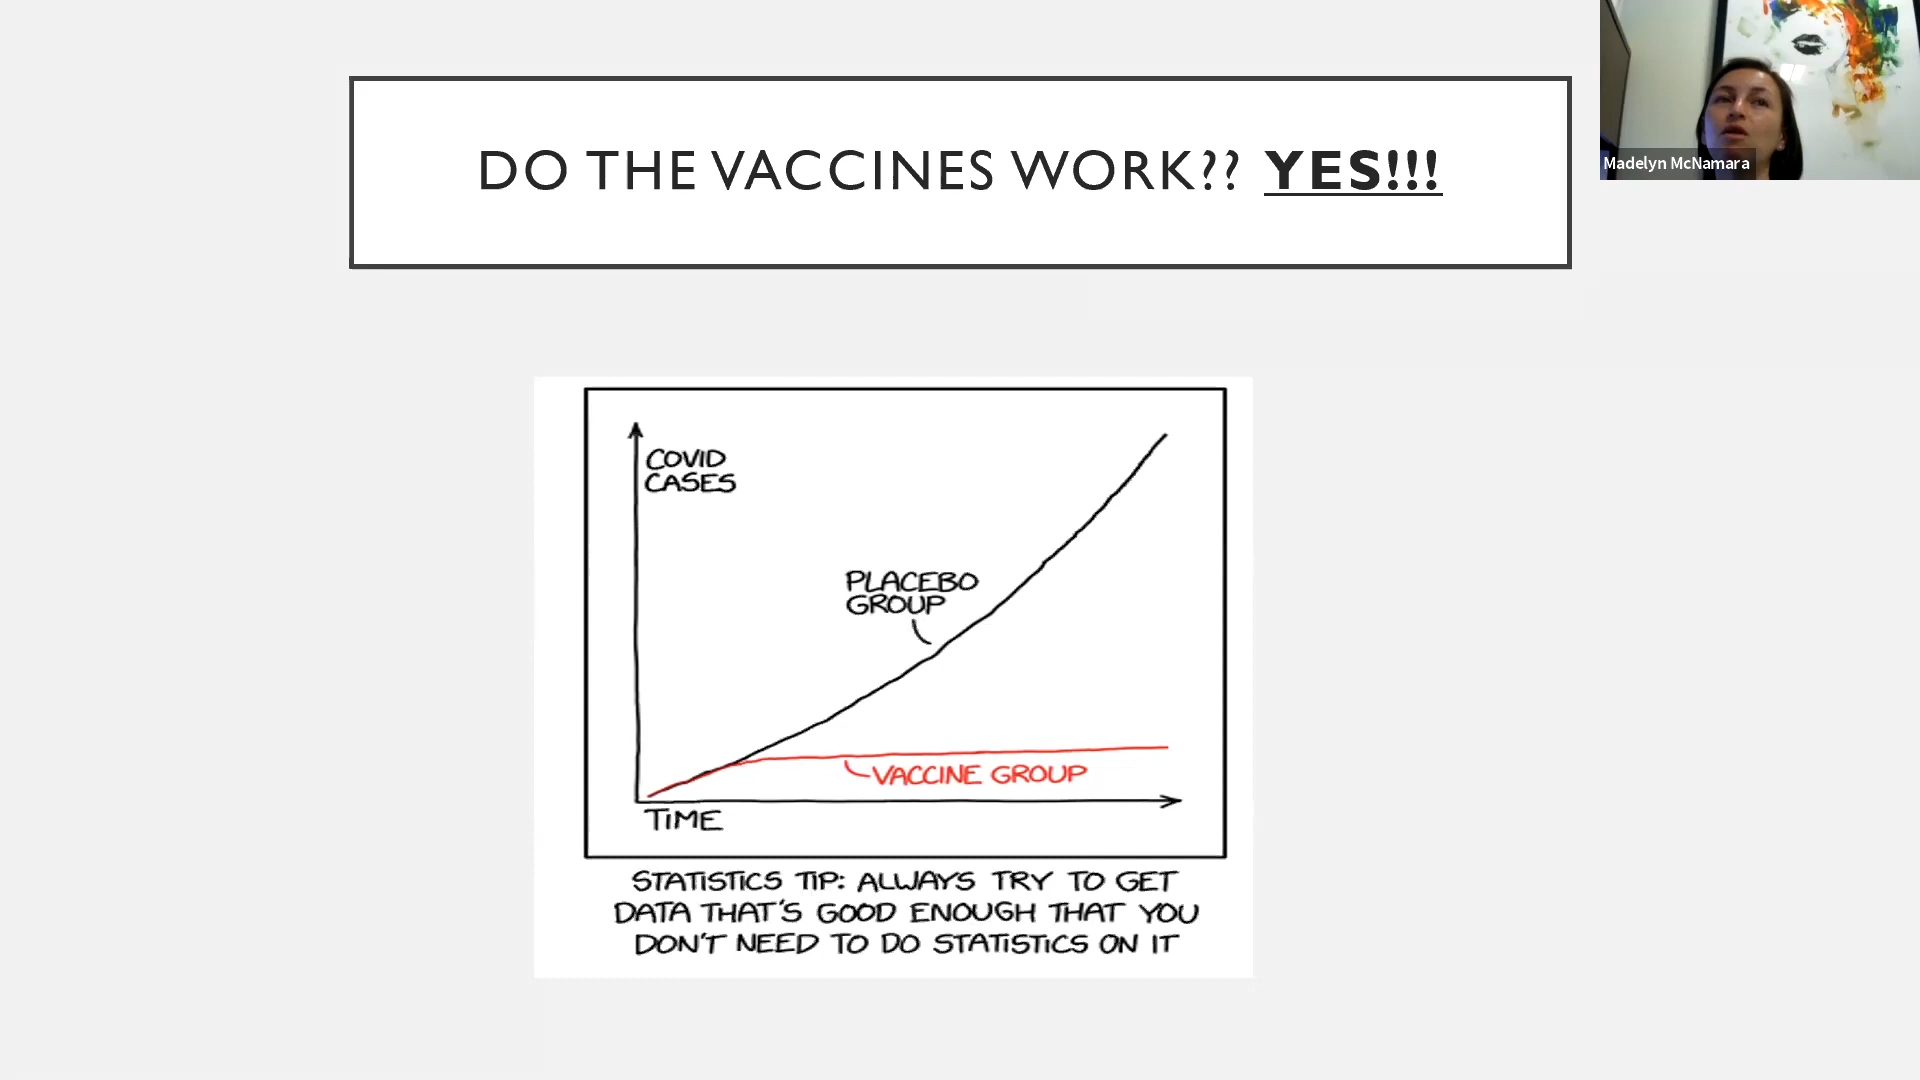 DO THE VACCINES WORK?? YES!!!
Madelyn McNamara
COVID
CASES
PLACEBO
GROUP
VACCINE GROUP
TIME
STATISTICS TIP: ALWAYS TRY TO GET
DATA THAT'S GOOD ENOUGH THAT YOU
DON'T NEED TO DO STATISTICS ON IT